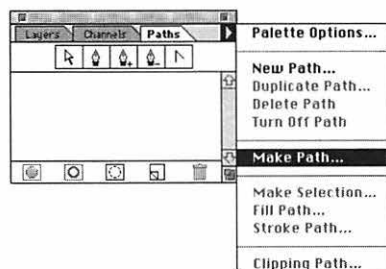 Layers Channels Paths
Palette Options...
New Path...
Duplicate Path...
Delete Path
Turn Off Path
Make Path...
Make Selection...
Fill Path...
Stroke Path...
Clipping Path...